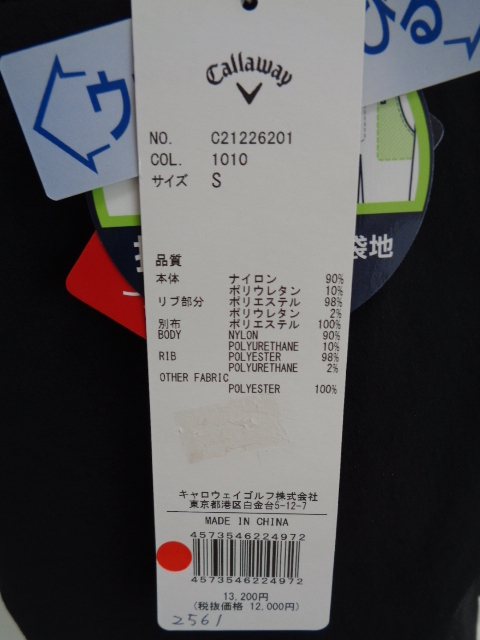 ウ
びる
Callaway
NO. C21226201
COL. 1010
サイズ S
袋地
品質
本体 ナイロン 90%
ポリウレタン 10%
リブ部分 ポリエステル 98%
ポリウレタン 2%
別布 ポリエステル 100%
BODY NYLON 90%
POLYURETHANE 10%
RIB POLYESTER 98%
POLYURETHANE 2%
OTHER FABRIC
POLYESTER 100%
キャロウェイゴルフ株式会社
東京都港区白金台5-12-7
MADE IN CHINA
4573546224972
4573546224972
13,200円
(税抜価格 12,000円)
2561